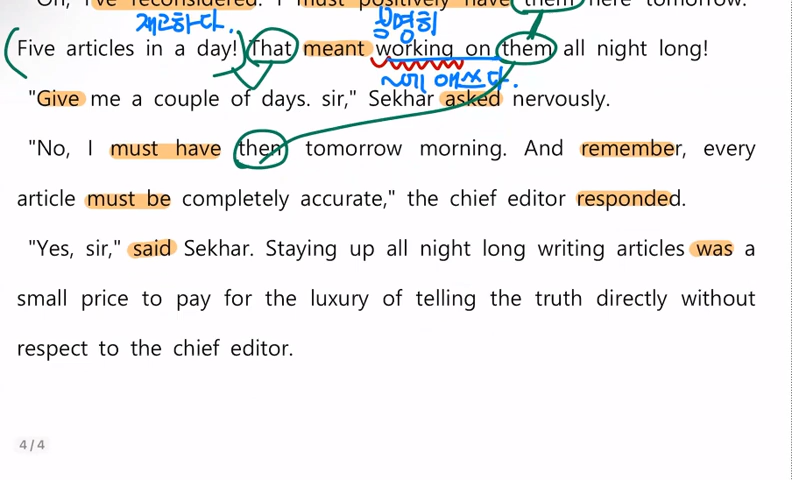 Oh, I've reconsidered. I must positively have them here tomorrow.
재고하다.
분명히
Five articles in a day! That meant working on them all night long!
~에 애쓰다.
"Give me a couple of days. sir," Sekhar asked nervously.
"No, I must have them tomorrow morning. And remember, every
article must be completely accurate," the chief editor responded.
"Yes, sir," said Sekhar. Staying up all night long writing articles was a
small price to pay for the luxury of telling the truth directly without
respect to the chief editor.
4/4